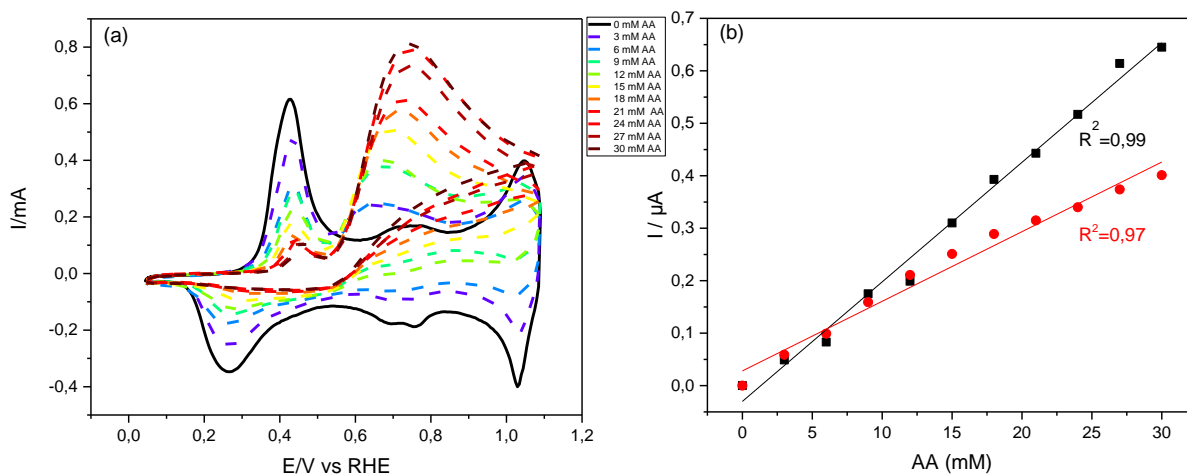 (a)
0 mM AA
3 mM AA
6 mM AA
9 mM AA
12 mM AA
15 mM AA
18 mM AA
21 mM  AA
24 mM AA
27 mM AA
30 mM AA
0,8
0,6
0,4
0,2
0,0
-0,2
-0,4
I/mA
0,0 0,2 0,4 0,6 0,8 1,0 1,2
E/V vs RHE
(b)
0,7
0,6
0,5
0,4
0,3
0,2
0,1
0,0
I / µA
R²=0,99
R²=0,97
0 5 10 15 20 25 30
AA (mM)